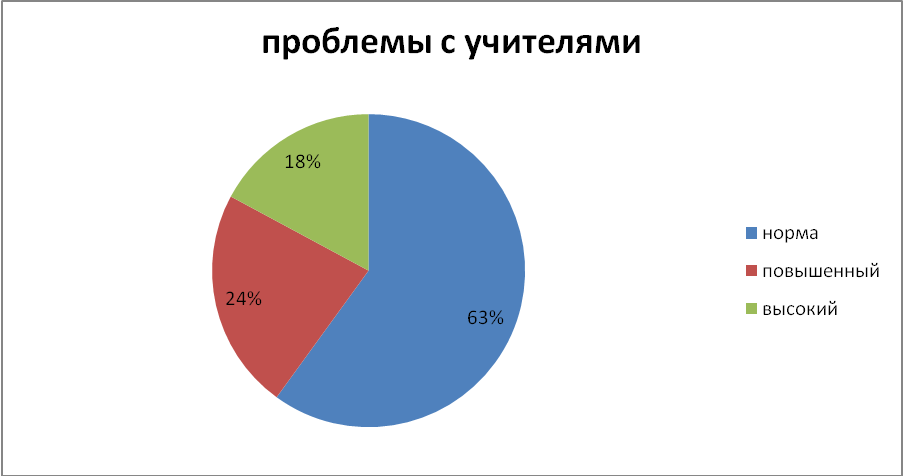 проблемы с учителями
18%
24%
63%
норма
повышенный
высокий